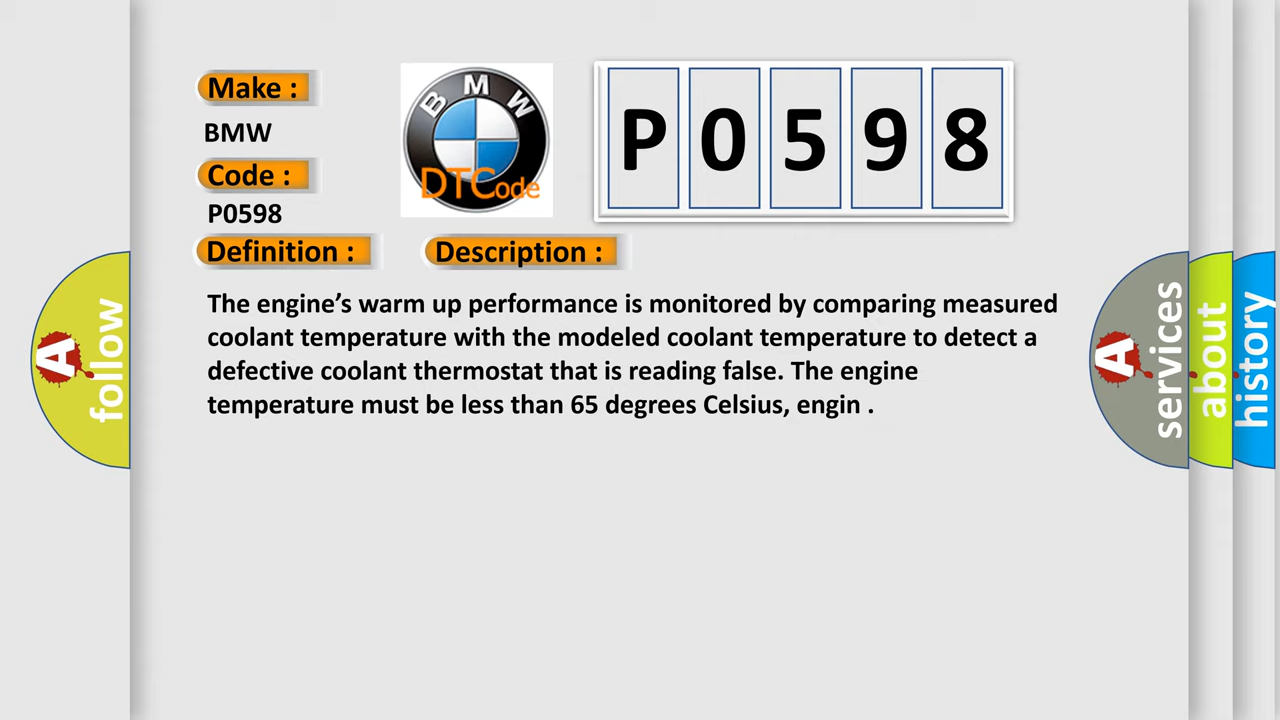 Make :
BMW
Code :
P0598
B M W
DTCode
P 0 5 9 8
Definition :
Description :
The engine’s warm up performance is monitored by comparing measured
coolant temperature with the modeled coolant temperature to detect a
defective coolant thermostat that is reading false. The engine
temperature must be less than 65 degrees Celsius, engin .
A
follow
A
services
about
history